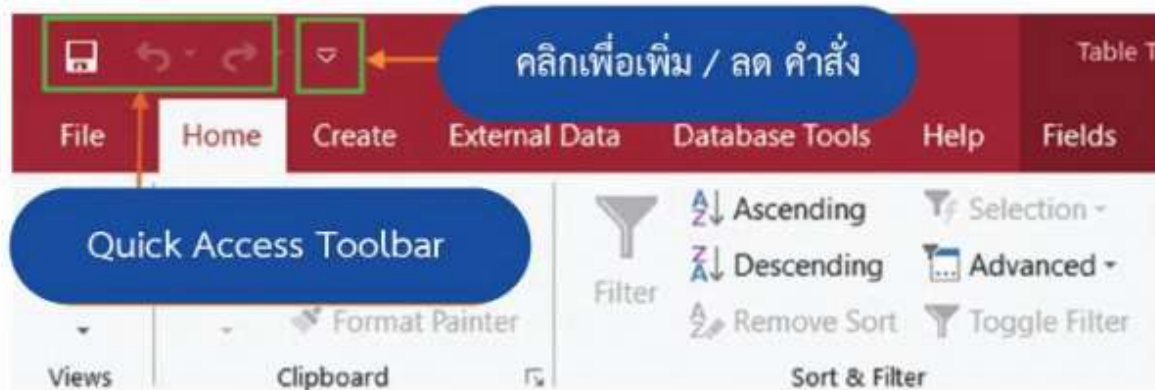 คลิกเพื่อเพิ่ม / ลด คำสั่ง
Table T
File Home Create External Data Database Tools Help Fields
Quick Access Toolbar
Filter
Ascending
Descending
Remove Sort
Selection
Advanced
Toggle Filter
Format Painter
Views Clipboard Sort & Filter